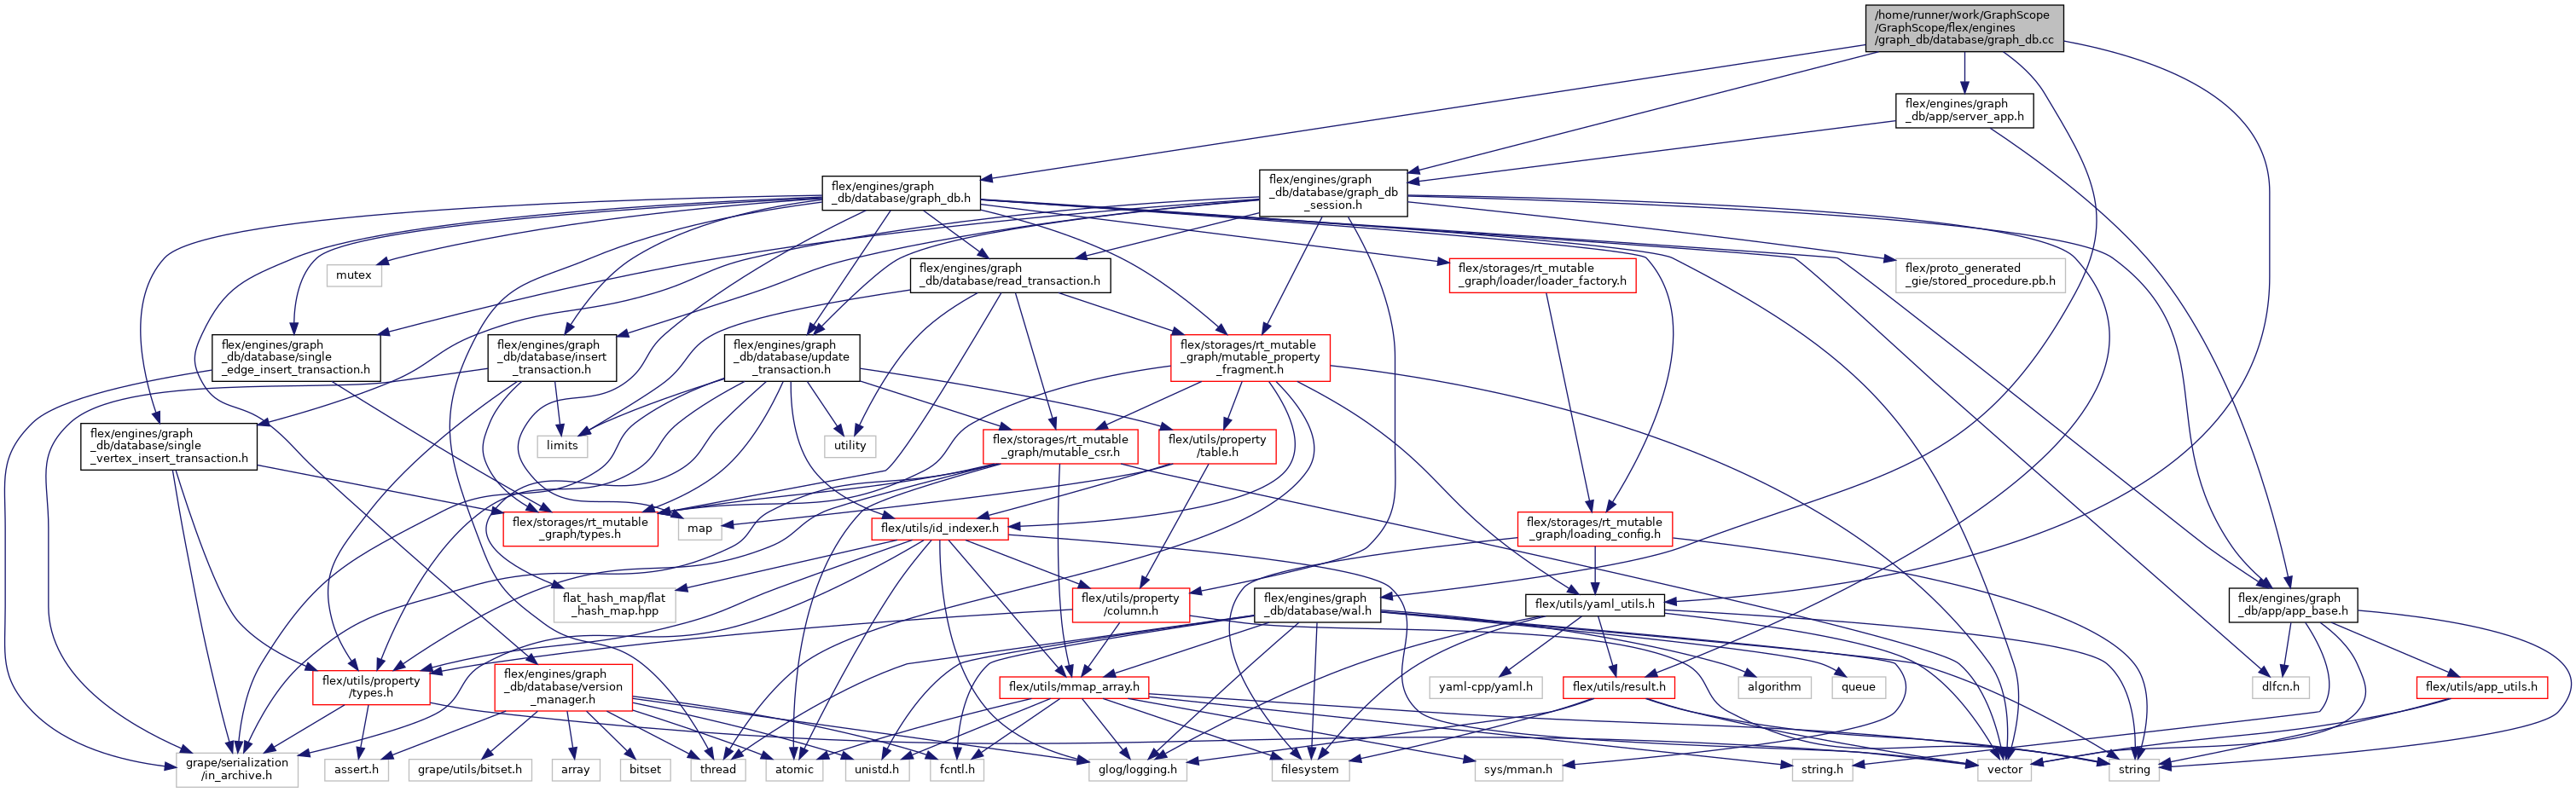 /home/runner/work/GraphScope
/GraphScope/flex/engines
/graph_db/database/graph_db.cc
flex/engines/graph
_db/app/server_app.h
flex/engines/graph
_db/database/graph_db.h
flex/engines/graph
_db/database/graph_db
_session.h
mutex
flex/engines/graph
_db/database/read_transaction.h
flex/storages/rt_mutable
_graph/loader/loader_factory.h
flex/proto_generated
_gie/stored_procedure.pb.h
flex/engines/graph
_db/database/single
_edge_insert_transaction.h
flex/engines/graph
_db/database/insert
_transaction.h
flex/engines/graph
_db/database/update
_transaction.h
flex/storages/rt_mutable
_graph/mutable_property
_fragment.h
flex/engines/graph
_db/database/single
_vertex_insert_transaction.h
limits
utility
flex/storages/rt_mutable
_graph/mutable_csr.h
flex/utils/property
/table.h
flex/storages/rt_mutable
_graph/types.h
map
flex/utils/id_indexer.h
flex/storages/rt_mutable
_graph/loading_config.h
flat_hash_map/flat
_hash_map.hpp
flex/utils/property
/column.h
flex/engines/graph
_db/database/wal.h
flex/utils/yaml_utils.h
flex/engines/graph
_db/app/app_base.h
flex/utils/property
/types.h
flex/engines/graph
_db/database/version
_manager.h
flex/utils/mmap_array.h
yaml-cpp/yaml.h
flex/utils/result.h
algorithm
queue
dlfcn.h
flex/utils/app_utils.h
grape/serialization
/in_archive.h
assert.h
grape/utils/bitset.h
array
bitset
thread
atomic
unistd.h
fcntl.h
glog/logging.h
filesystem
sys/mman.h
string.h
vector
string